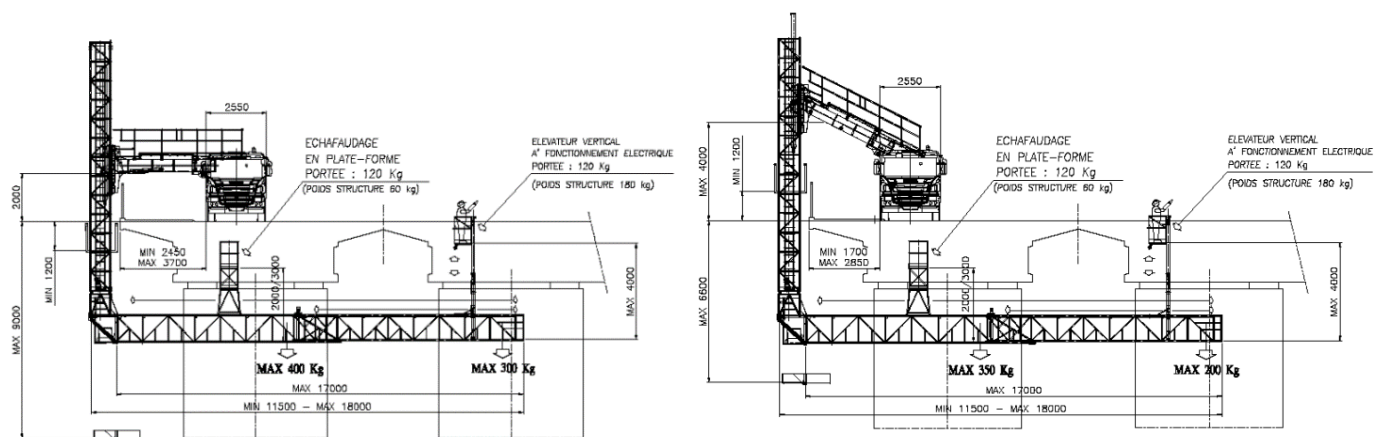 2550
ECHAFAUDAGE
EN PLATE-FORME
PORTEE : 120 Kg
(POIDS STRUCTURE 60 kg)
ELEVATEUR VERTICAL
A' FONCTIONNEMENT ELECTRIQUE
PORTEE : 120 Kg
(POIDS STRUCTURE 180 kg)
2000
MIN 1200
MAX 9000
MIN 2450
MAX 3700
2000/3000
MAX 4000
MAX 400 Kg
MAX 300 Kg
MAX 17000
MIN 11500 - MAX 18000
2550
ECHAFAUDAGE
EN PLATE-FORME
PORTEE : 120 Kg
(POIDS STRUCTURE 60 kg)
ELEVATEUR VERTICAL
A' FONCTIONNEMENT ELECTRIQUE
PORTEE : 120 Kg
(POIDS STRUCTURE 180 kg)
MAX 4000
MIN 1200
MAX 6600
MIN 1700
MAX 2850
2000/3000
MAX 4000
MAX 350 Kg
MAX 200 Kg
MAX 17000
MIN 11500 - MAX 18000